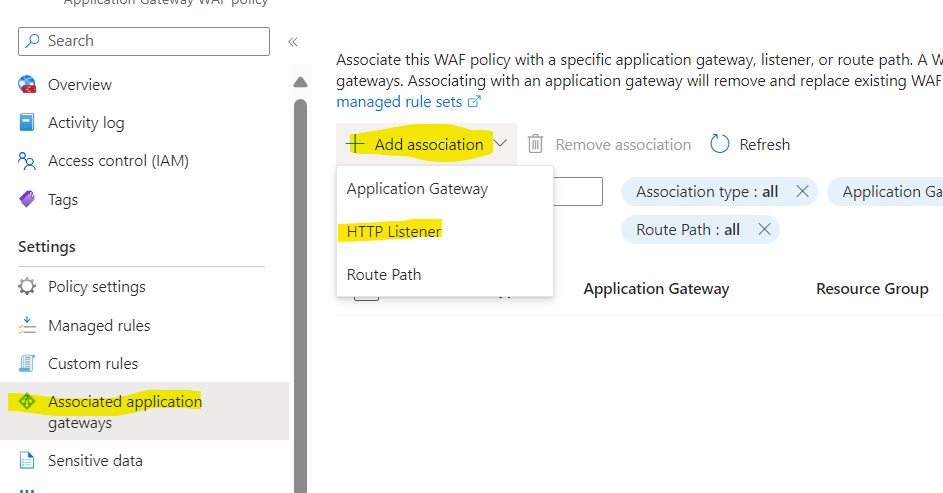 Application Gateway WAF policy
Search
Overview
Activity log
Access control (IAM)
Tags
Settings
Policy settings
Managed rules
Custom rules
Associated application
gateways
Sensitive data
Associate this WAF policy with a specific application gateway, listener, or route path. A W
gateways. Associating with an application gateway will remove and replace existing WAF
managed rule sets
Add association
Remove association
Refresh
Application Gateway
HTTP Listener
Route Path
Association type : all
Application Ga
Route Path : all
Application Gateway
Resource Group